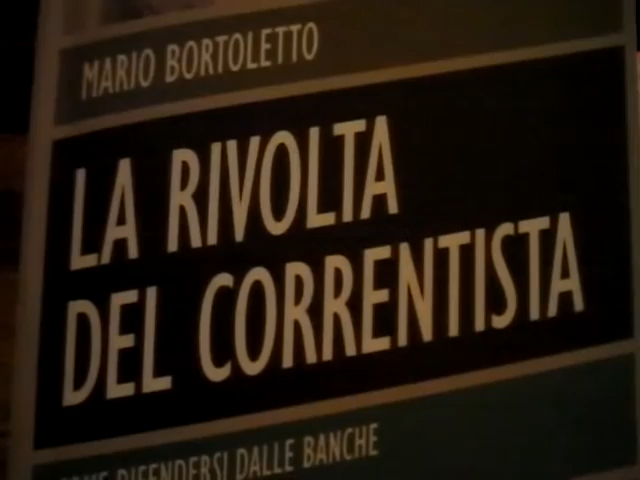 MARIO BORTOLETTO
LA RIVOLTA
DEL CORRENTISTA
DIFENDERSI DALLE BANCHE